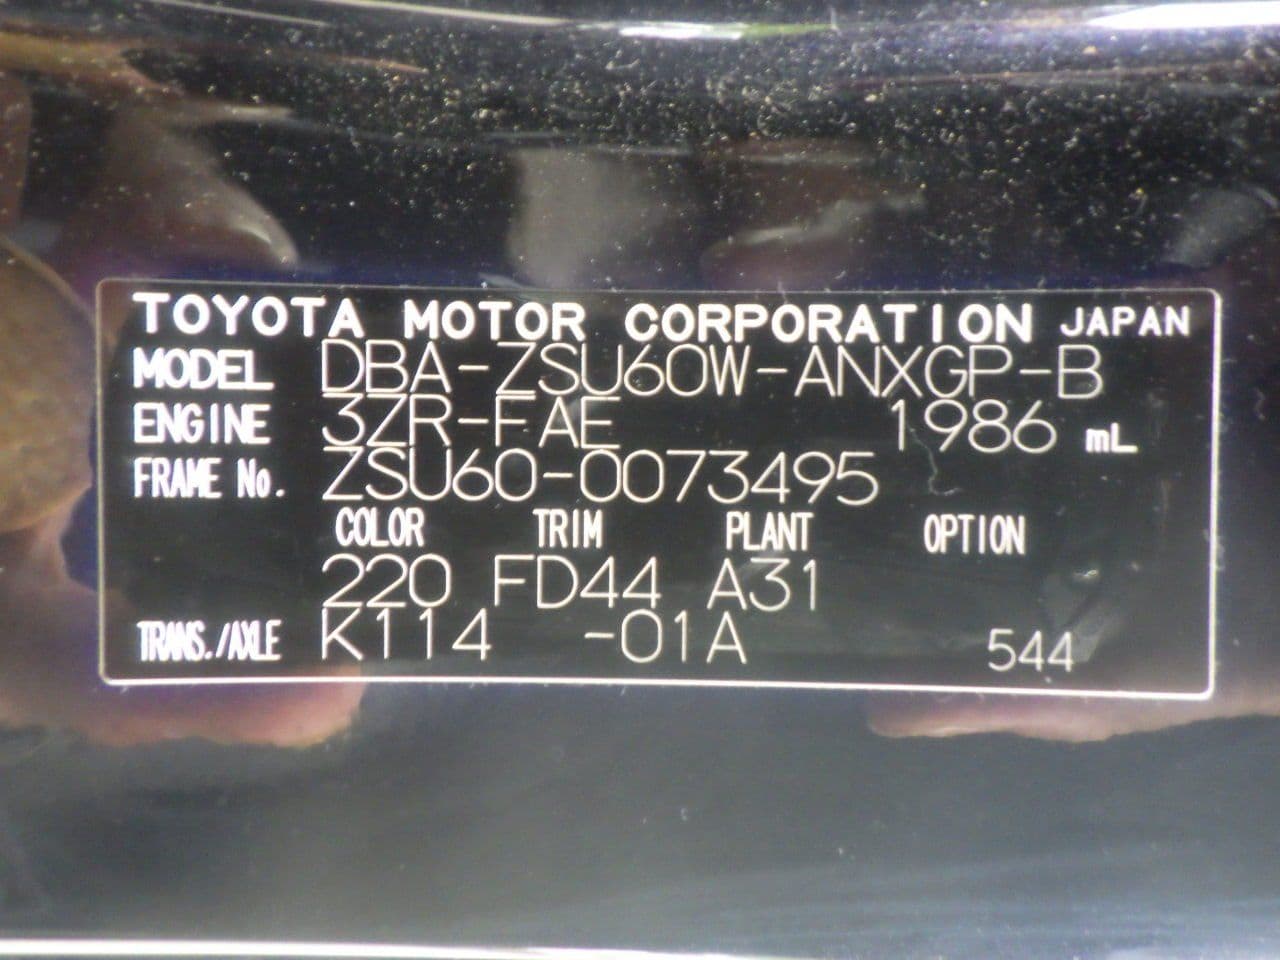 TOYOTA MOTOR CORPORATION JAPAN
MODEL DBA-ZSU60W-ANXGP-B
ENGINE 3ZR-FAE 1986 mL
FRAME No. ZSU60-0073495
COLOR TRIM PLANT OPTION
220 FD44 A31
TRANS./AXLE K114 -01A 544